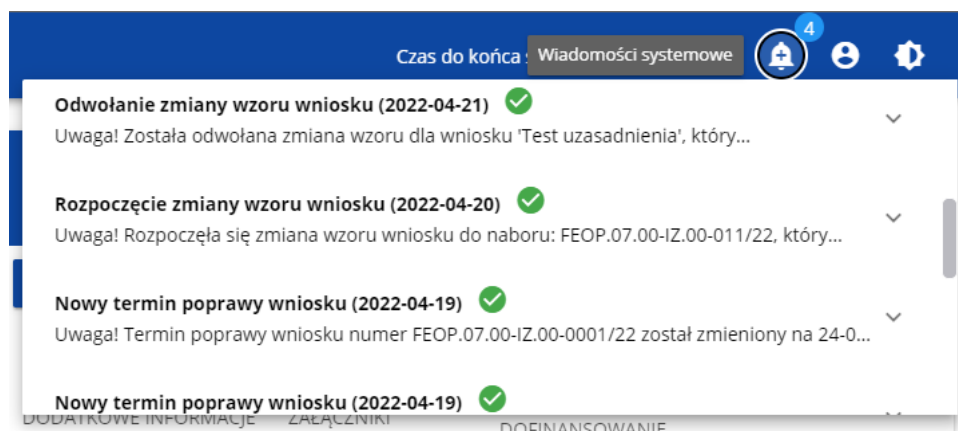 4
Czas do końca
Wiadomości systemowe
Odwołanie zmiany wzoru wniosku (2022-04-21)
Uwaga! Została odwołana zmiana wzoru dla wniosku 'Test uzasadnienia', który...
Rozpoczęcie zmiany wzoru wniosku (2022-04-20)
Uwaga! Rozpoczęła się zmiana wzoru wniosku do naboru: FEOP.07.00-IZ.00-011/22, który...
Nowy termin poprawy wniosku (2022-04-19)
Uwaga! Termin poprawy wniosku numer FEOP.07.00-IZ.00-0001/22 został zmieniony na 24-0...
Nowy termin poprawy wniosku (2022-04-19)
DODATKOWE INFORMACJE ZAŁĄCZNIKI
DOFINANSOWANIE